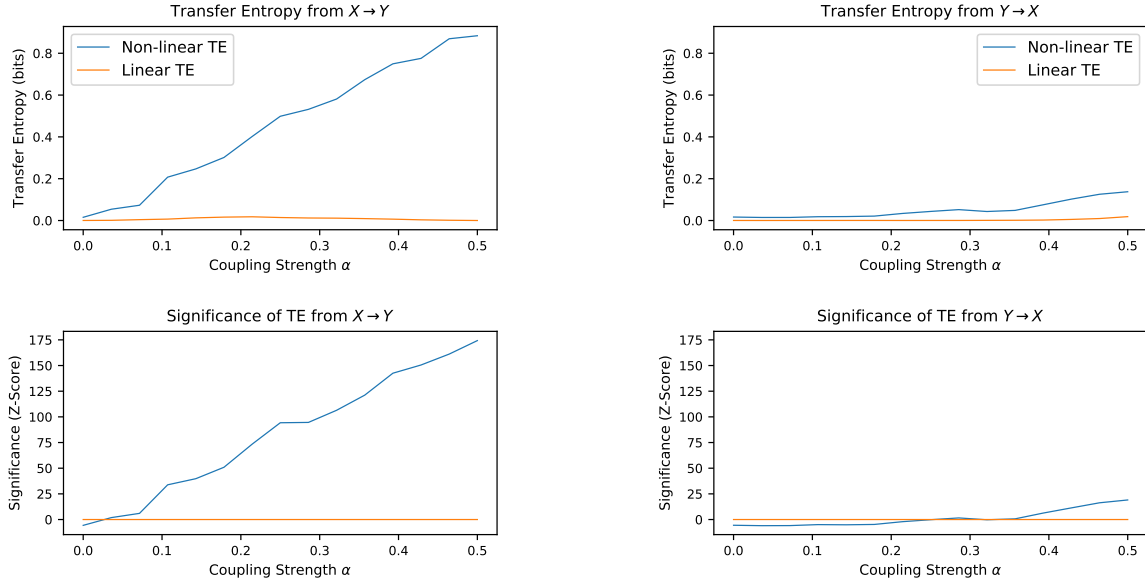 Transfer Entropy from X → Y
Transfer Entropy (bits)
0.8
0.6
0.4
0.2
0.0
Non-linear TE
Linear TE
0.0 0.1 0.2 0.3 0.4 0.5
Coupling Strength α
Transfer Entropy from Y → X
Transfer Entropy (bits)
0.8
0.6
0.4
0.2
0.0
Non-linear TE
Linear TE
0.0 0.1 0.2 0.3 0.4 0.5
Coupling Strength α
Significance of TE from X → Y
Significance (Z-Score)
175
150
125
100
75
50
25
0
0.0 0.1 0.2 0.3 0.4 0.5
Coupling Strength α
Significance of TE from Y → X
Significance (Z-Score)
175
150
125
100
75
50
25
0
0.0 0.1 0.2 0.3 0.4 0.5
Coupling Strength α